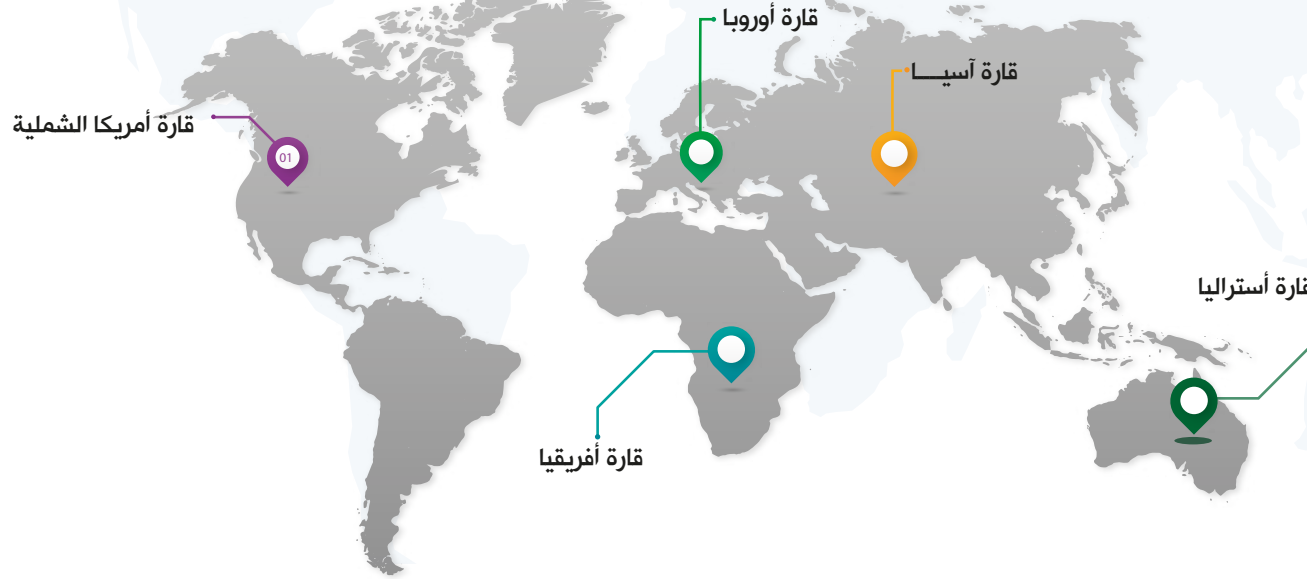 قارة أوروبا
قارة آسيـــا
قارة أمريكا الشملية
01
قارة أستراليا
قارة أفريقيا